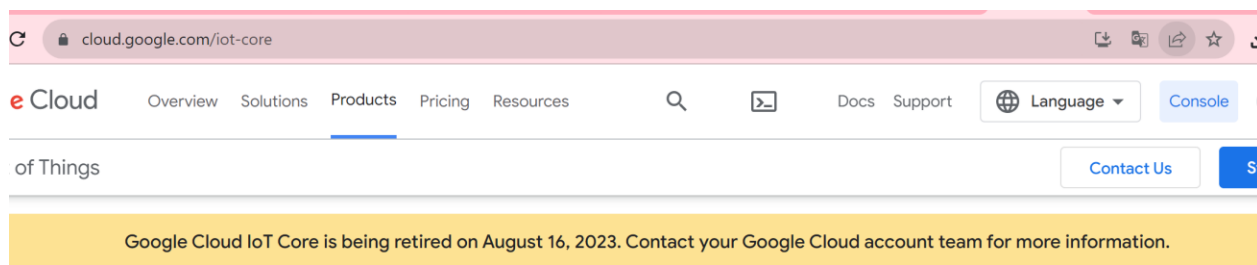 cloud.google.com/iot-core
e Cloud Overview Solutions Products Pricing Resources Docs Support Language Console
of Things Contact Us S
Google Cloud IoT Core is being retired on August 16, 2023. Contact your Google Cloud account team for more information.